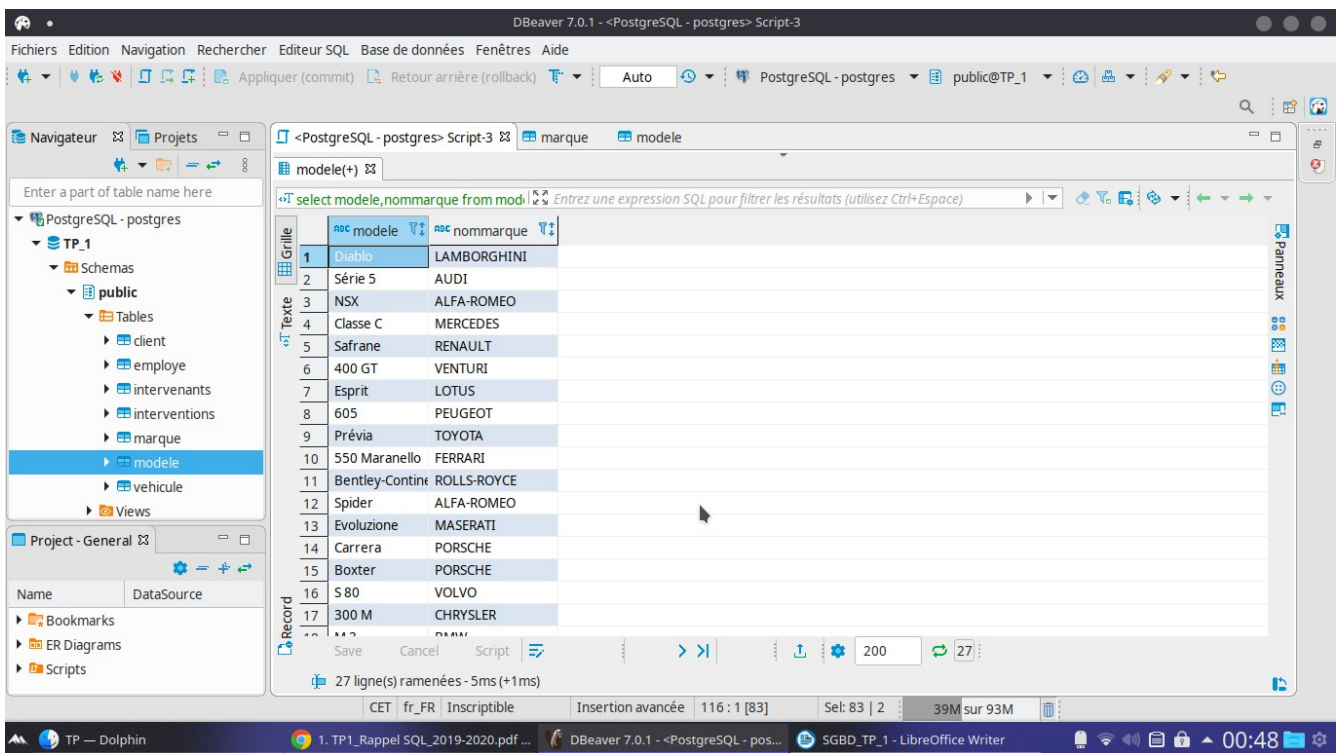 DBeaver 7.0.1 - <PostgreSQL - postgres> Script-3
Fichiers Edition Navigation Rechercher Editeur SQL Base de données Fenêtres Aide
Appliquer (commit) Retour arrière (rollback) Auto PostgreSQL - postgres public@TP_1
Navigateur Projets <PostgreSQL - postgres> Script-3 marque modele
modele(+)
Enter a part of table name here
select modele,nommarque from mod Entrez une expression SQL pour filtrer les résultats (utilisez Ctrl+Espace)
PostgreSQL - postgres
TP_1
Schemas
public
Tables
client
employe
intervenants
interventions
marque
modele
vehicule
Views
Project - General
Name DataSource
Bookmarks
ER Diagrams
Scripts
Grille
Texte
Record
ABC modele ABC nommarque
1 Diablo LAMBORGHINI
2 Série 5 AUDI
3 NSX ALFA-ROMEO
4 Classe C MERCEDES
5 Safrane RENAULT
6 400 GT VENTURI
7 Esprit LOTUS
8 605 PEUGEOT
9 Prévia TOYOTA
10 550 Maranello FERRARI
11 Bentley-Contine ROLLS-ROYCE
12 Spider ALFA-ROMEO
13 Evoluzione MASERATI
14 Carrera PORSCHE
15 Boxter PORSCHE
16 S 80 VOLVO
17 300 M CHRYSLER
Panneaux
Save Cancel Script 200 27
27 ligne(s) ramenées - 5ms (+1ms)
CET fr_FR Inscriptible Insertion avancée 116 : 1 [83] Sel: 83 | 2 39M sur 93M
TP — Dolphin 1. TP1_Rappel SQL_2019-2020.pdf ... DBeaver 7.0.1 - <PostgreSQL - pos... SGBD_TP_1 - LibreOffice Writer 00:48